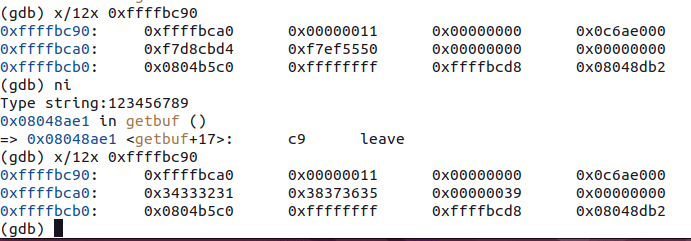 (gdb) x/12x 0xffffbc90
0xffffbc90:     0xffffbca0      0x00000011      0x00000000      0x0c6ae000
0xffffbca0:     0xf7d8cbd4      0xf7ef5550      0x00000000      0x00000000
0xffffbcb0:     0x0804b5c0      0xffffffff      0xffffbcd8      0x08048db2
(gdb) ni
Type string:123456789
0x08048ae1 in getbuf ()
=> 0x08048ae1 <getbuf+17>:      c9      leave
(gdb) x/12x 0xffffbc90
0xffffbc90:     0xffffbca0      0x00000011      0x00000000      0x0c6ae000
0xffffbca0:     0x34333231      0x38373635      0x00000039      0x00000000
0xffffbcb0:     0x0804b5c0      0xffffffff      0xffffbcd8      0x08048db2
(gdb)